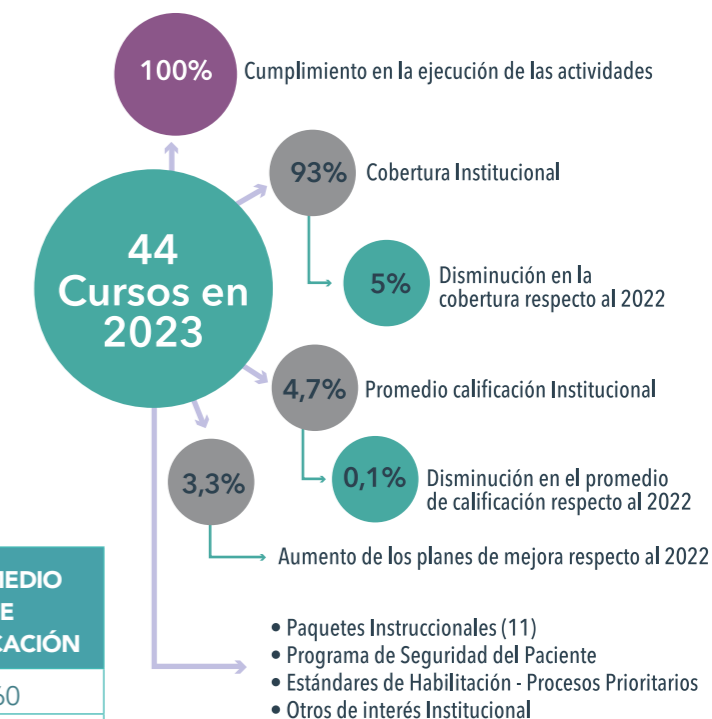 100%
Cumplimiento en la ejecución de las actividades
93%
Cobertura Institucional
44
Cursos en
2023
5%
Disminución en la
cobertura respecto al 2022
4,7%
Promedio calificación Institucional
0,1%
Disminución en el promedio
de calificación respecto al 2022
3,3%
Aumento de los planes de mejora respecto al 2022
• Paquetes Instruccionales (11)
• Programa de Seguridad del Paciente
• Estándares de Habilitación - Procesos Prioritarios
• Otros de interés Institucional